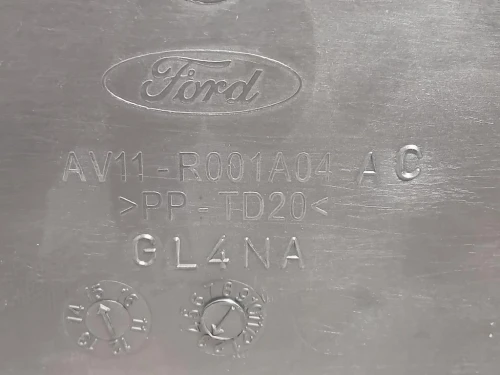 Ford
AV11-R001A04 AC
>PP-TD20<
GL4NA